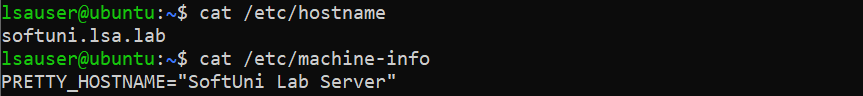 lsauser@ubuntu:~$ cat /etc/hostname
softuni.lsa.lab
lsauser@ubuntu:~$ cat /etc/machine-info
PRETTY_HOSTNAME="SoftUni Lab Server"